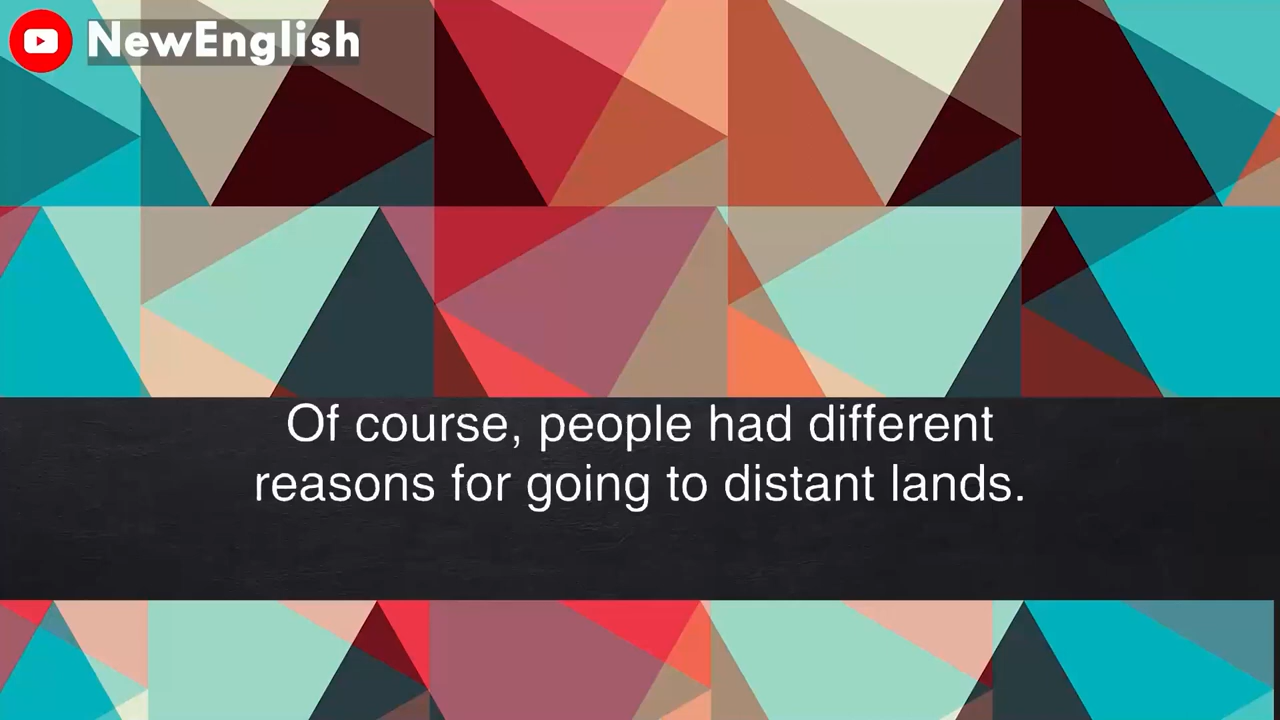 NewEnglish
Of course, people had different
reasons for going to distant lands.